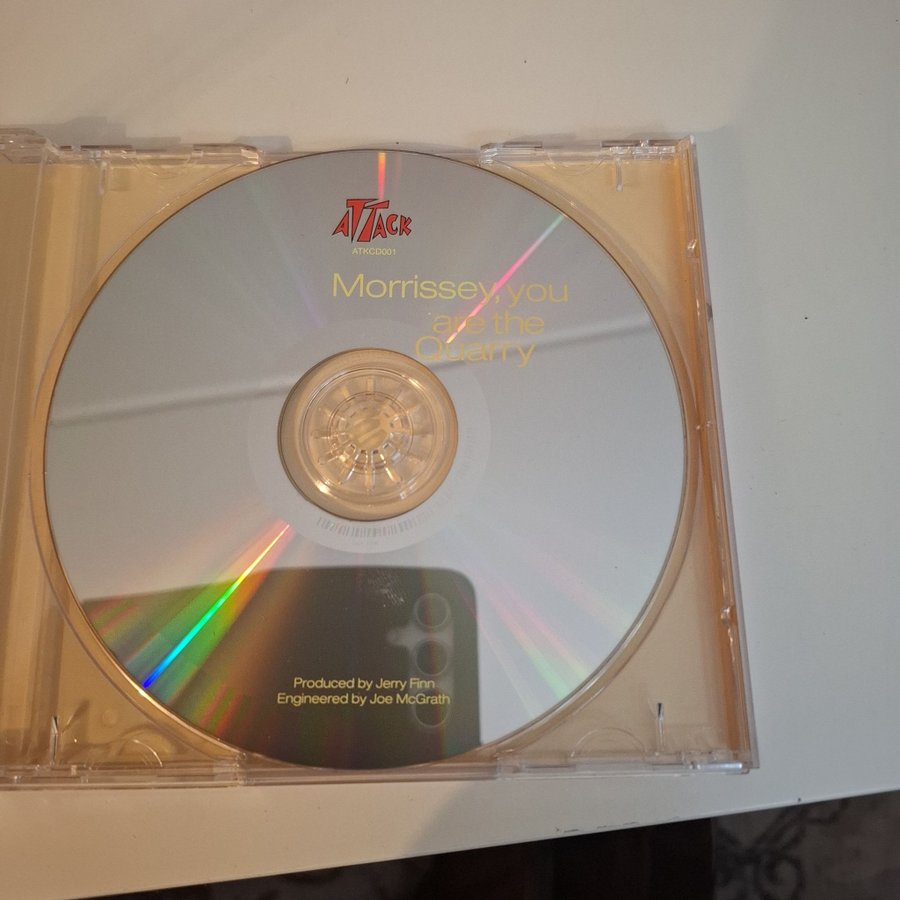 ATTACK
ATKCD001
Morrissey, you
are the
Quarry
Produced by Jerry Finn
Engineered by Joe McGrath